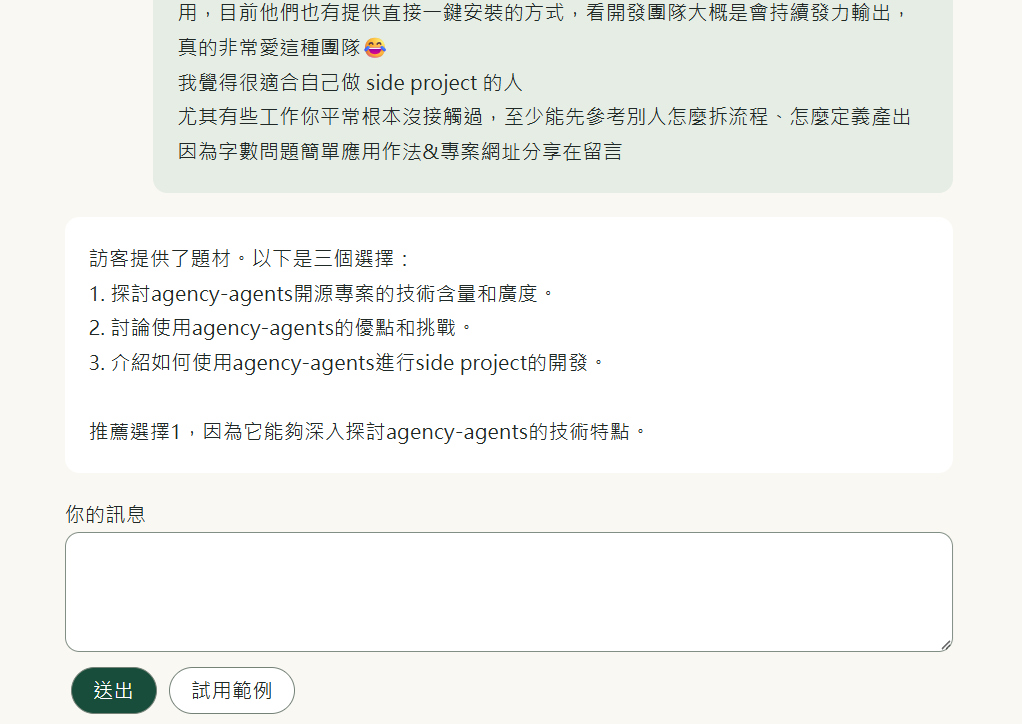 用，目前他們也有提供直接一鍵安裝的方式，看開發團隊大概是會持續發力輸出，
真的非常愛這種團隊😂
我覺得很適合自己做 side project 的人
尤其有些工作你平常根本沒接觸過，至少能先參考別人怎麼拆流程、怎麼定義產出
因為字數問題簡單應用作法&專案網址分享在留言
訪客提供了題材。以下是三個選擇：
1. 探討agency-agents開源專案的技術含量和廣度。
2. 討論使用agency-agents的優點和挑戰。
3. 介紹如何使用agency-agents進行side project的開發。
推薦選擇1，因為它能夠深入探討agency-agents的技術特點。
你的訊息
送出
試用範例